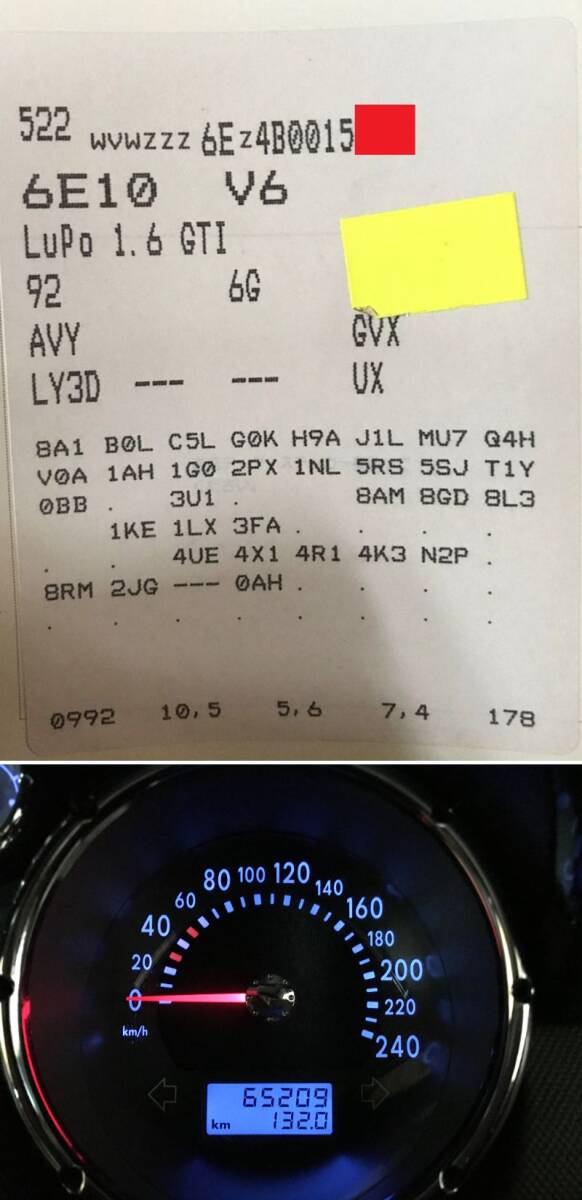 522 WVWZZZ 6EZ4B0015
6E10 V6
LUPO 1.6 GTI
92 6G
AVY GVX
LY3D --- --- UX
8A1 B0L C5L G0K H9A J1L MU7 Q4H
V0A 1AH 1G0 2PX 1NL 5RS 5SJ T1Y
0BB . 3U1 . 8AM 8GD 8L3
1KE 1LX 3FA . . . .
. . 4UE 4X1 4R1 4K3 N2P .
8RM 2JG --- 0AH . . . .
. . . . . . . .
0992 10,5 5,6 7,4 178
0 20 40 60 80 100 120 140 160 180 200 220 240
km/h
65209
km 132.0